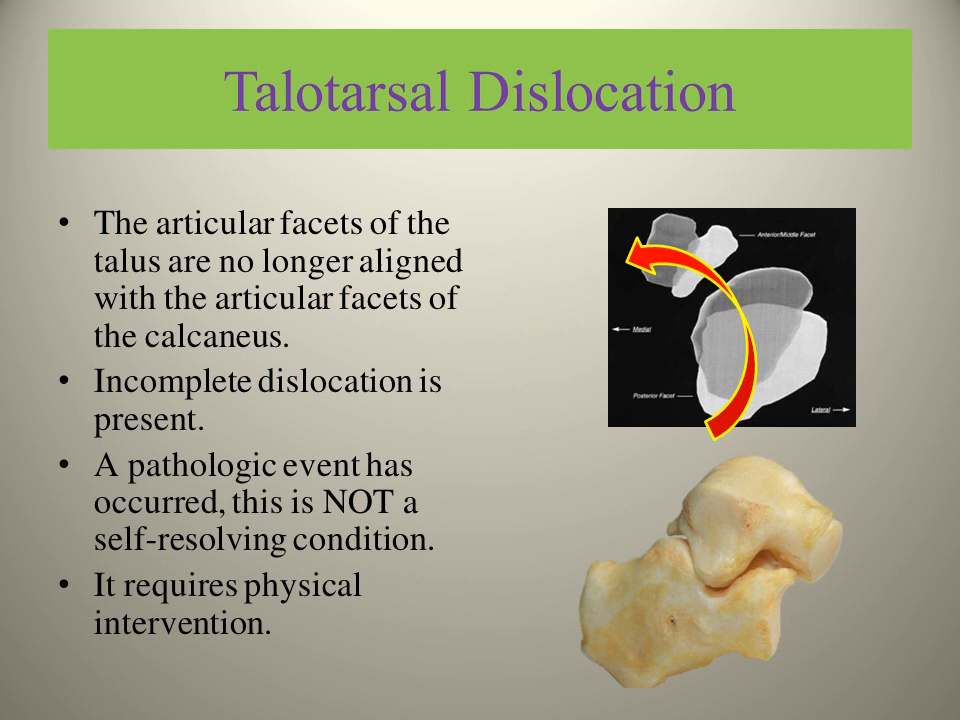 Talotarsal Dislocation
• The articular facets of the
talus are no longer aligned
with the articular facets of
the calcaneus.
• Incomplete dislocation is
present.
• A pathologic event has
occurred, this is NOT a
self-resolving condition.
• It requires physical
intervention.
Anterior/Middle Facet
Medial
Posterior Facet
Lateral